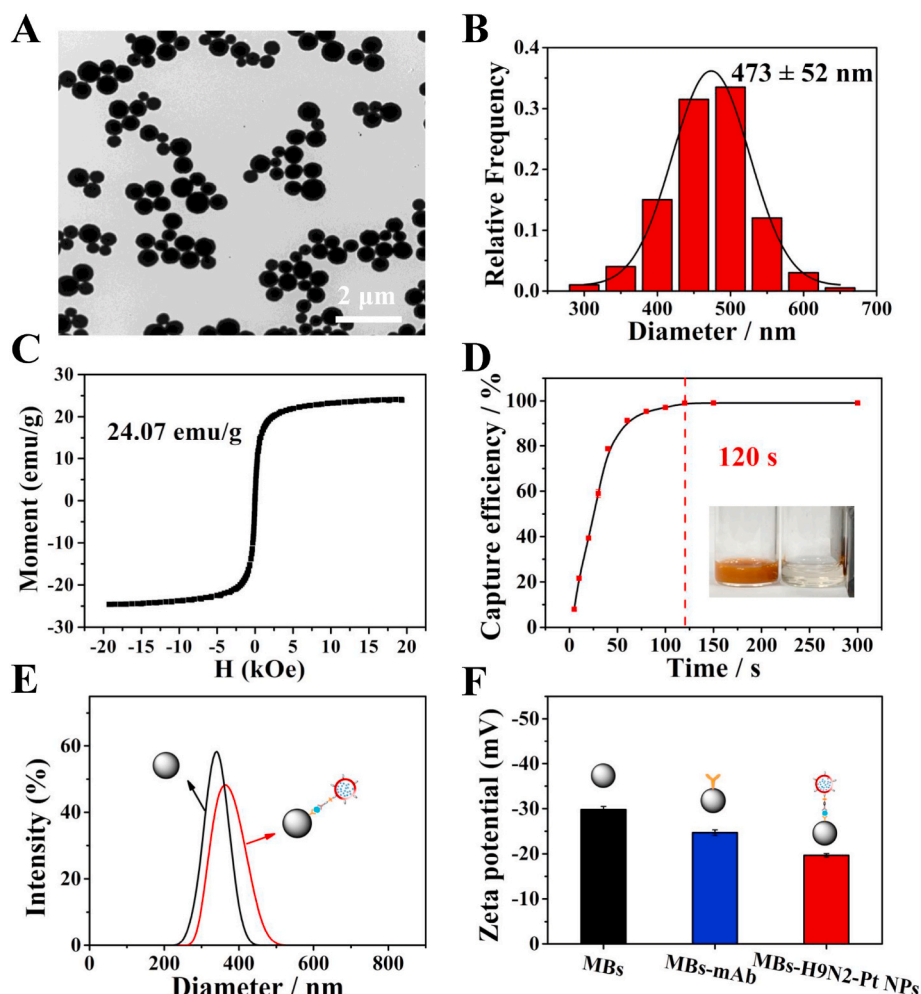 A
2 μm
B
0.4
0.3
0.2
0.1
0.0
473 ± 52 nm
Relative Frequency
300
400
500
600
700
Diameter / nm
C
30
20
10
0
-10
-20
-30
24.07 emu/g
Moment (emu/g)
-20
-15
-10
-5
0
5
10
15
20
H (kOe)
D
100
80
60
40
20
0
120 s
Capture efficiency / %
0
50
100
150
200
250
300
Time / s
E
60
40
20
0
Intensity (%)
0
200
400
600
800
Diameter / nm
F
-50
-40
-30
-20
-10
0
Zeta potential (mV)
MBs
MBs-mAb
MBs-H9N2-Pt NPs